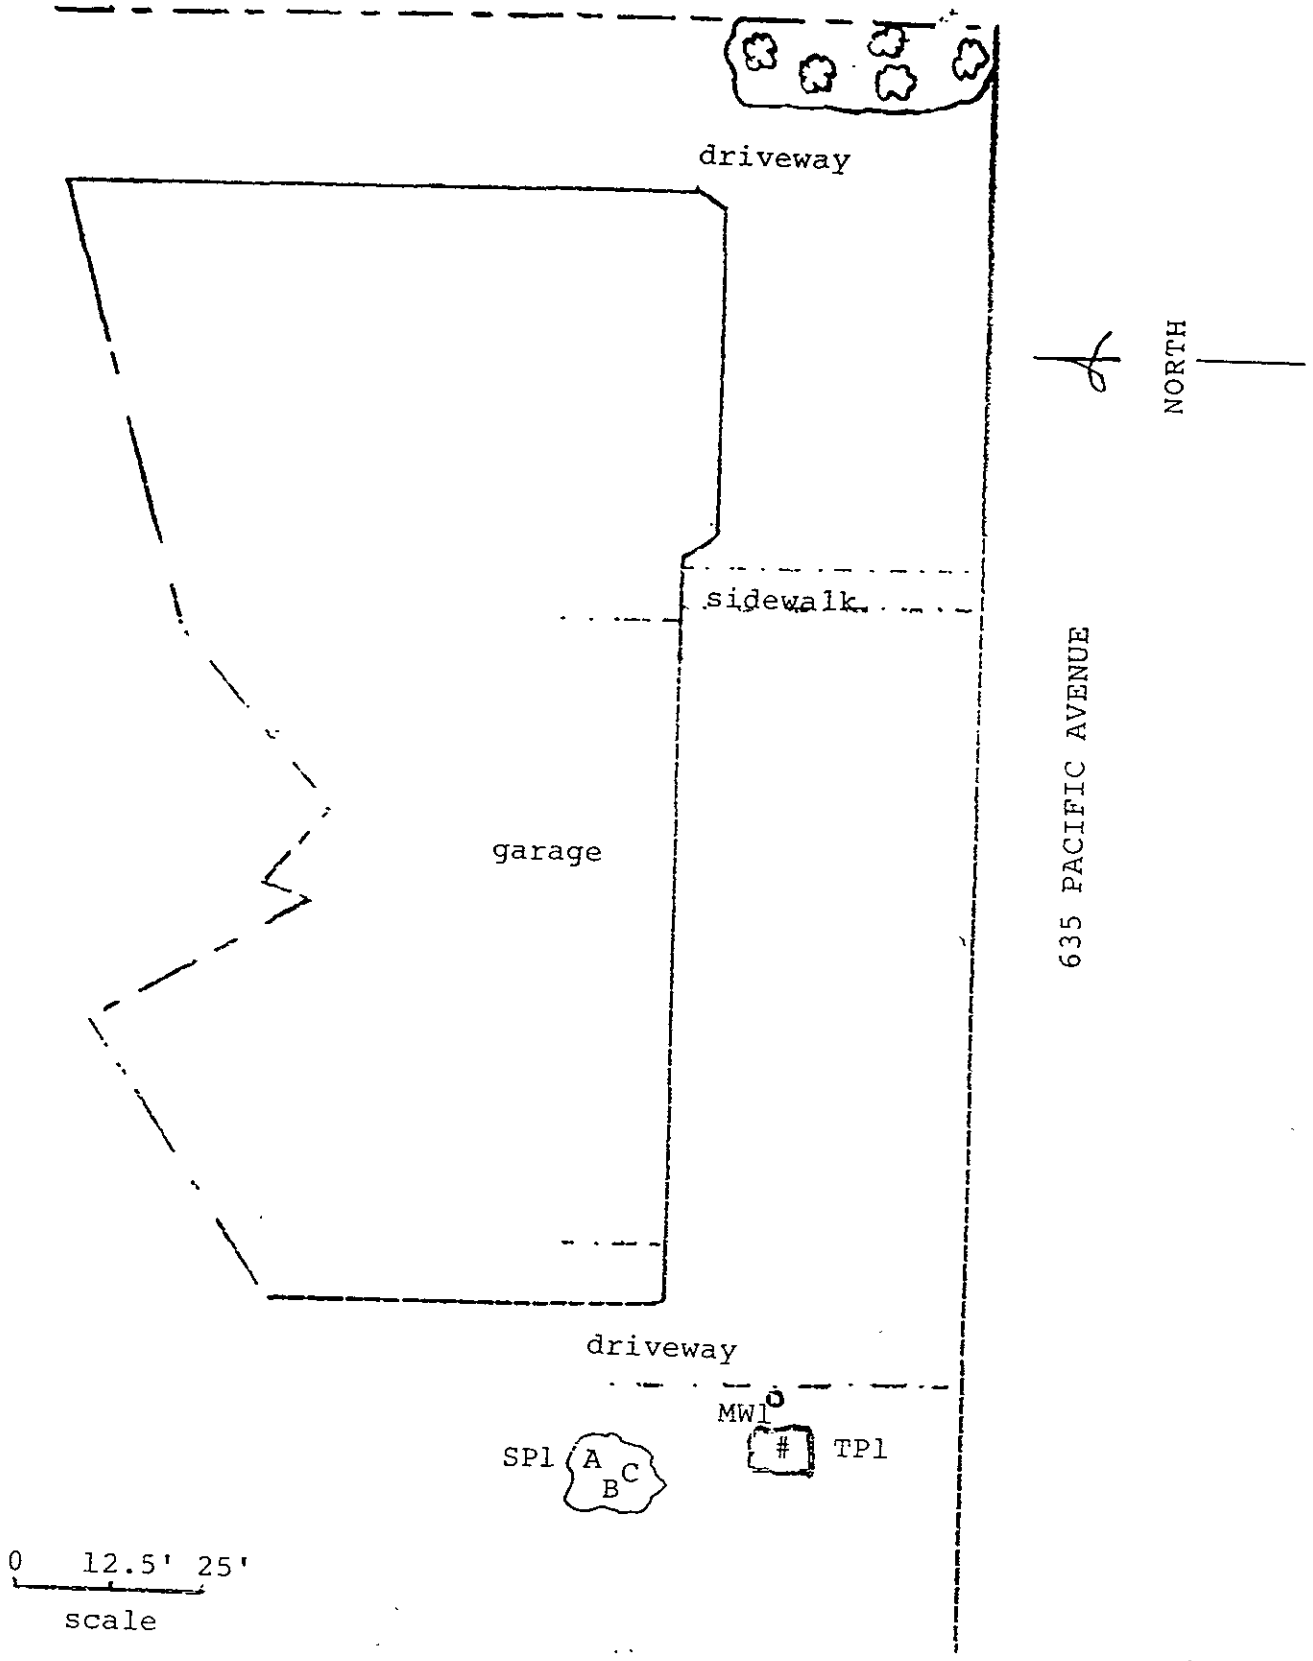 driveway
NORTH
sidewalk
635 PACIFIC AVENUE
garage
driveway
MW1
SP1 A B C
# TP1
0 12.5' 25'
scale